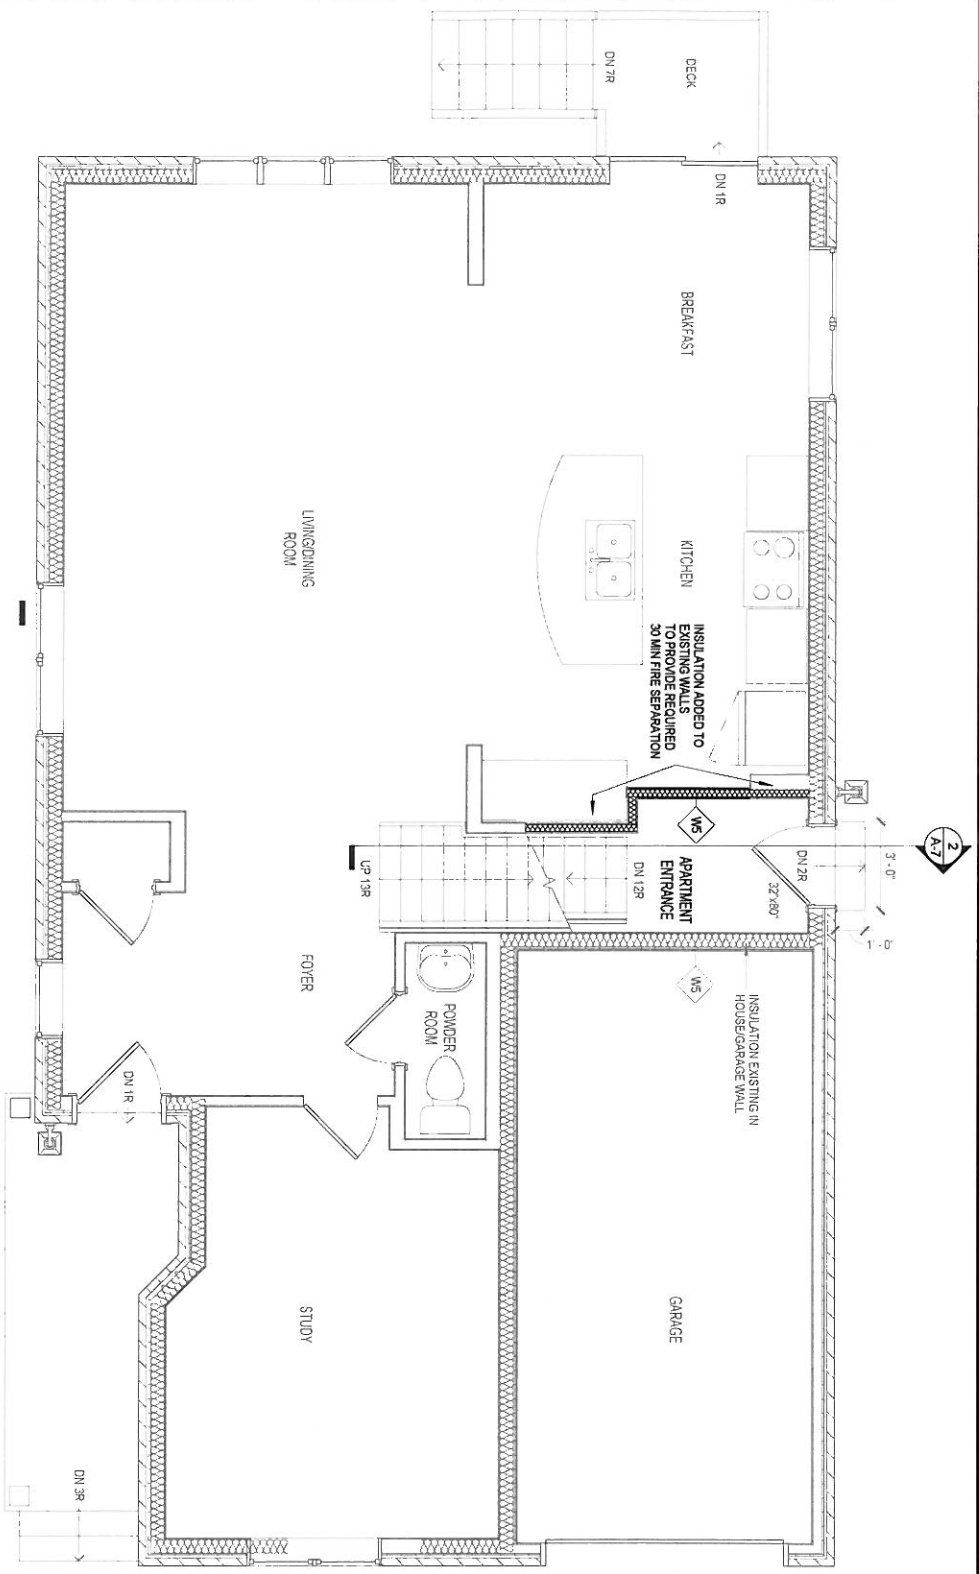 DECK
DN 7R
DN 1R
BREAKFAST
LIVING/DINING
ROOM
KITCHEN
INSULATION ADDED TO
EXISTING WALLS
TO PROVIDE REQUIRED
30 MIN FIRE SEPARATION
W5
2
A-7
3' - 0"
DN 2R
32"x80"
1' - 0"
APARTMENT
ENTRANCE
DN 12R
UP 13R
FOYER
POWDER
ROOM
W5
INSULATION EXISTING IN
HOUSE/GARAGE WALL
DN 1R
STUDY
GARAGE
DN 3R